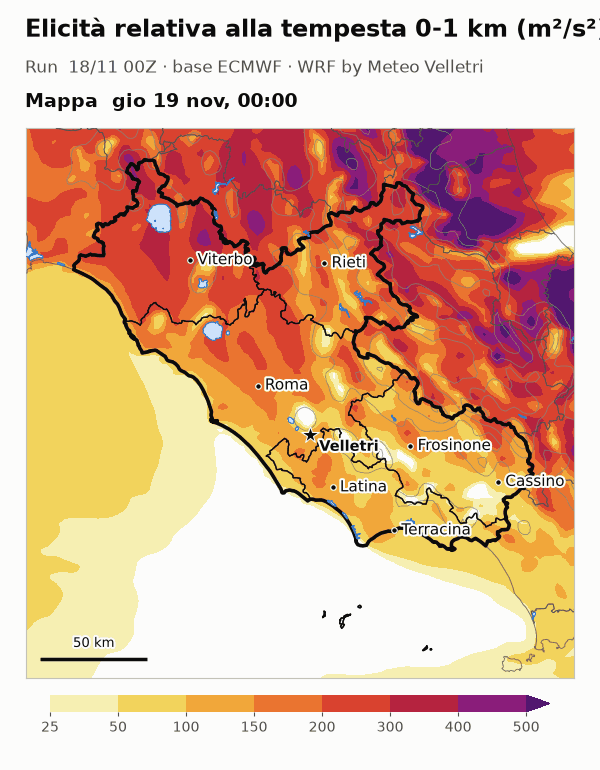 Elicità relativa alla tempesta 0-1 km (m²/s²)
Run  18/11 00Z · base ECMWF · WRF by Meteo Velletri
Mappa  gio 19 nov, 00:00
Viterbo
Rieti
Roma
Velletri
Frosinone
Latina
Cassino
Terracina
50 km
25 50 100 150 200 300 400 500